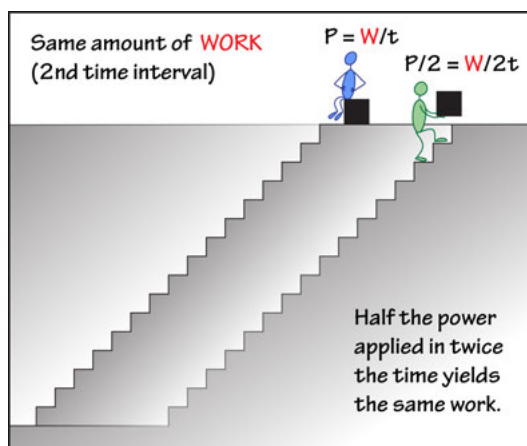 Same amount of WORK
(2nd time interval)
P = W/t
P/2 = W/2t
Half the power
applied in twice
the time yields
the same work.